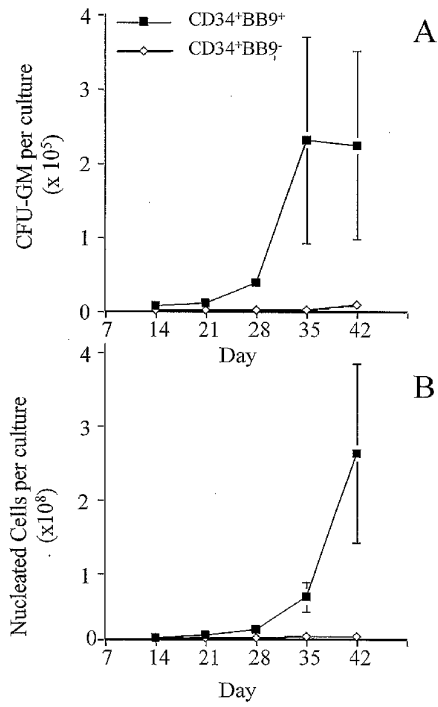 CD34⁺BB9⁺
CD34⁺BB9⁻
A
CFU-GM per culture
(x 10⁵)
4
3
2
1
0
7 14 21 28 35 42
Day
B
Nucleated Cells per culture
(x10⁸)
4
3
2
1
0
7 14 21 28 35 42
Day